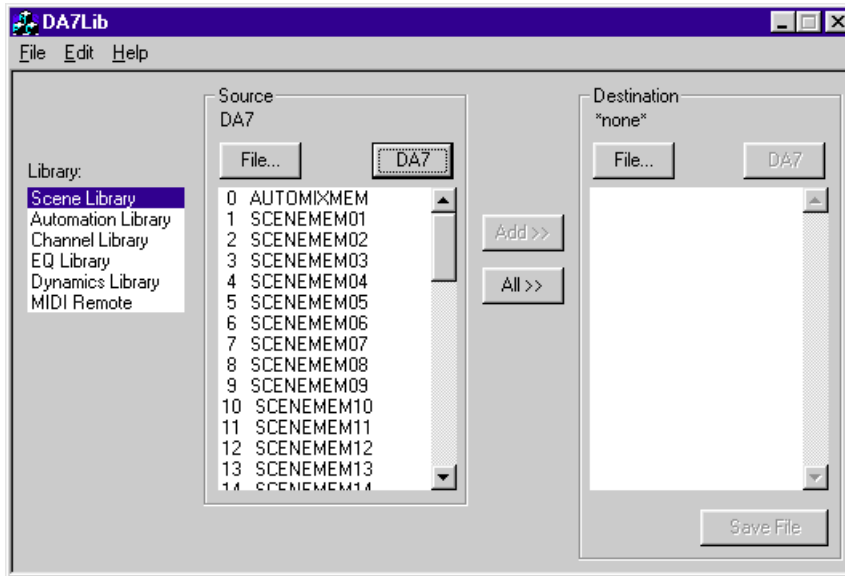 DA7Lib
File Edit Help
Library:
Scene Library
Automation Library
Channel Library
EQ Library
Dynamics Library
MIDI Remote
Source
DA7
File... DA7
0 AUTOMIXMEM
1 SCENEMEM01
2 SCENEMEM02
3 SCENEMEM03
4 SCENEMEM04
5 SCENEMEM05
6 SCENEMEM06
7 SCENEMEM07
8 SCENEMEM08
9 SCENEMEM09
10 SCENEMEM10
11 SCENEMEM11
12 SCENEMEM12
13 SCENEMEM13
14 SCENEMEM14
Add >>
All >>
Destination
*none*
File... DA7
Save File